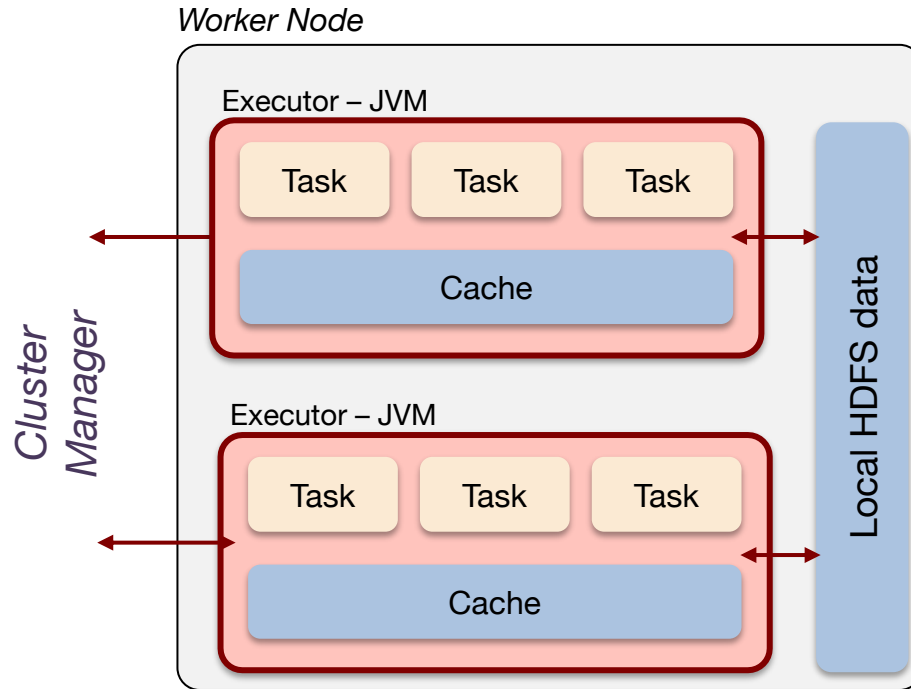 Worker Node
Executor – JVM
Task
Task
Task
Cache
Executor – JVM
Task
Task
Task
Cache
Cluster
Manager
Local HDFS data